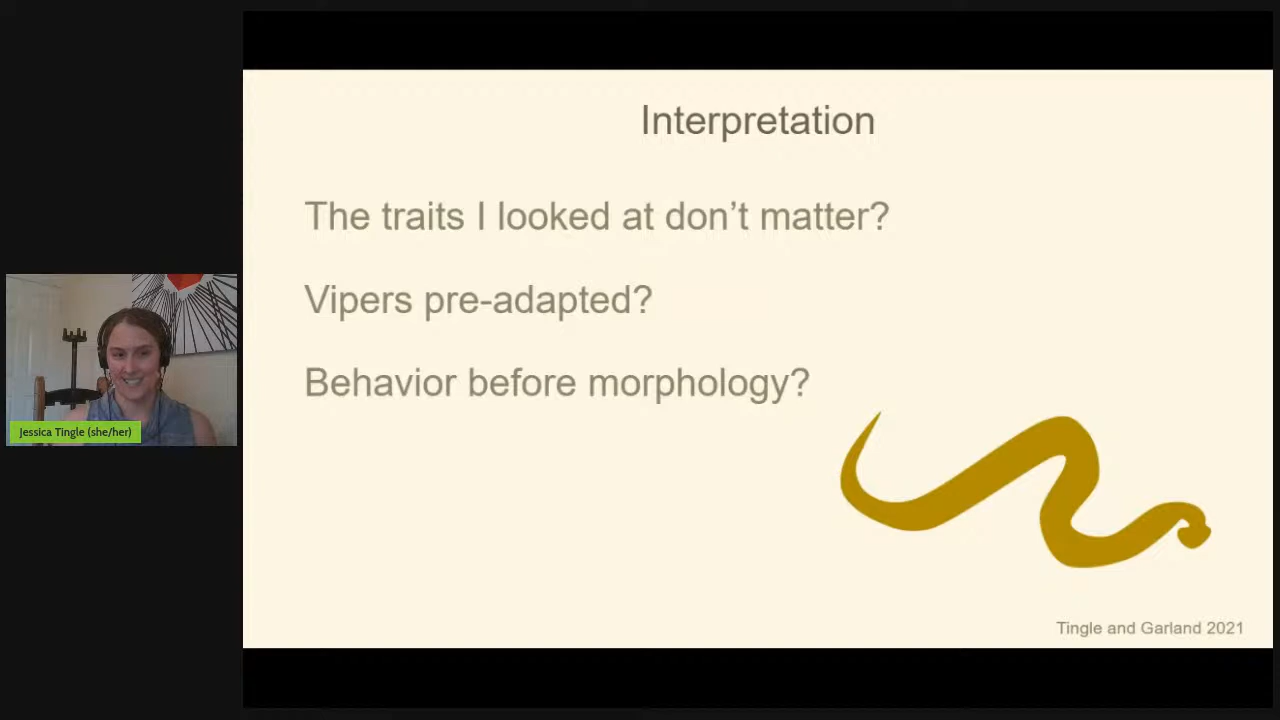 Interpretation
The traits I looked at don’t matter?
Vipers pre-adapted?
Behavior before morphology?
Jessica Tingle (she/her)
Tingle and Garland 2021